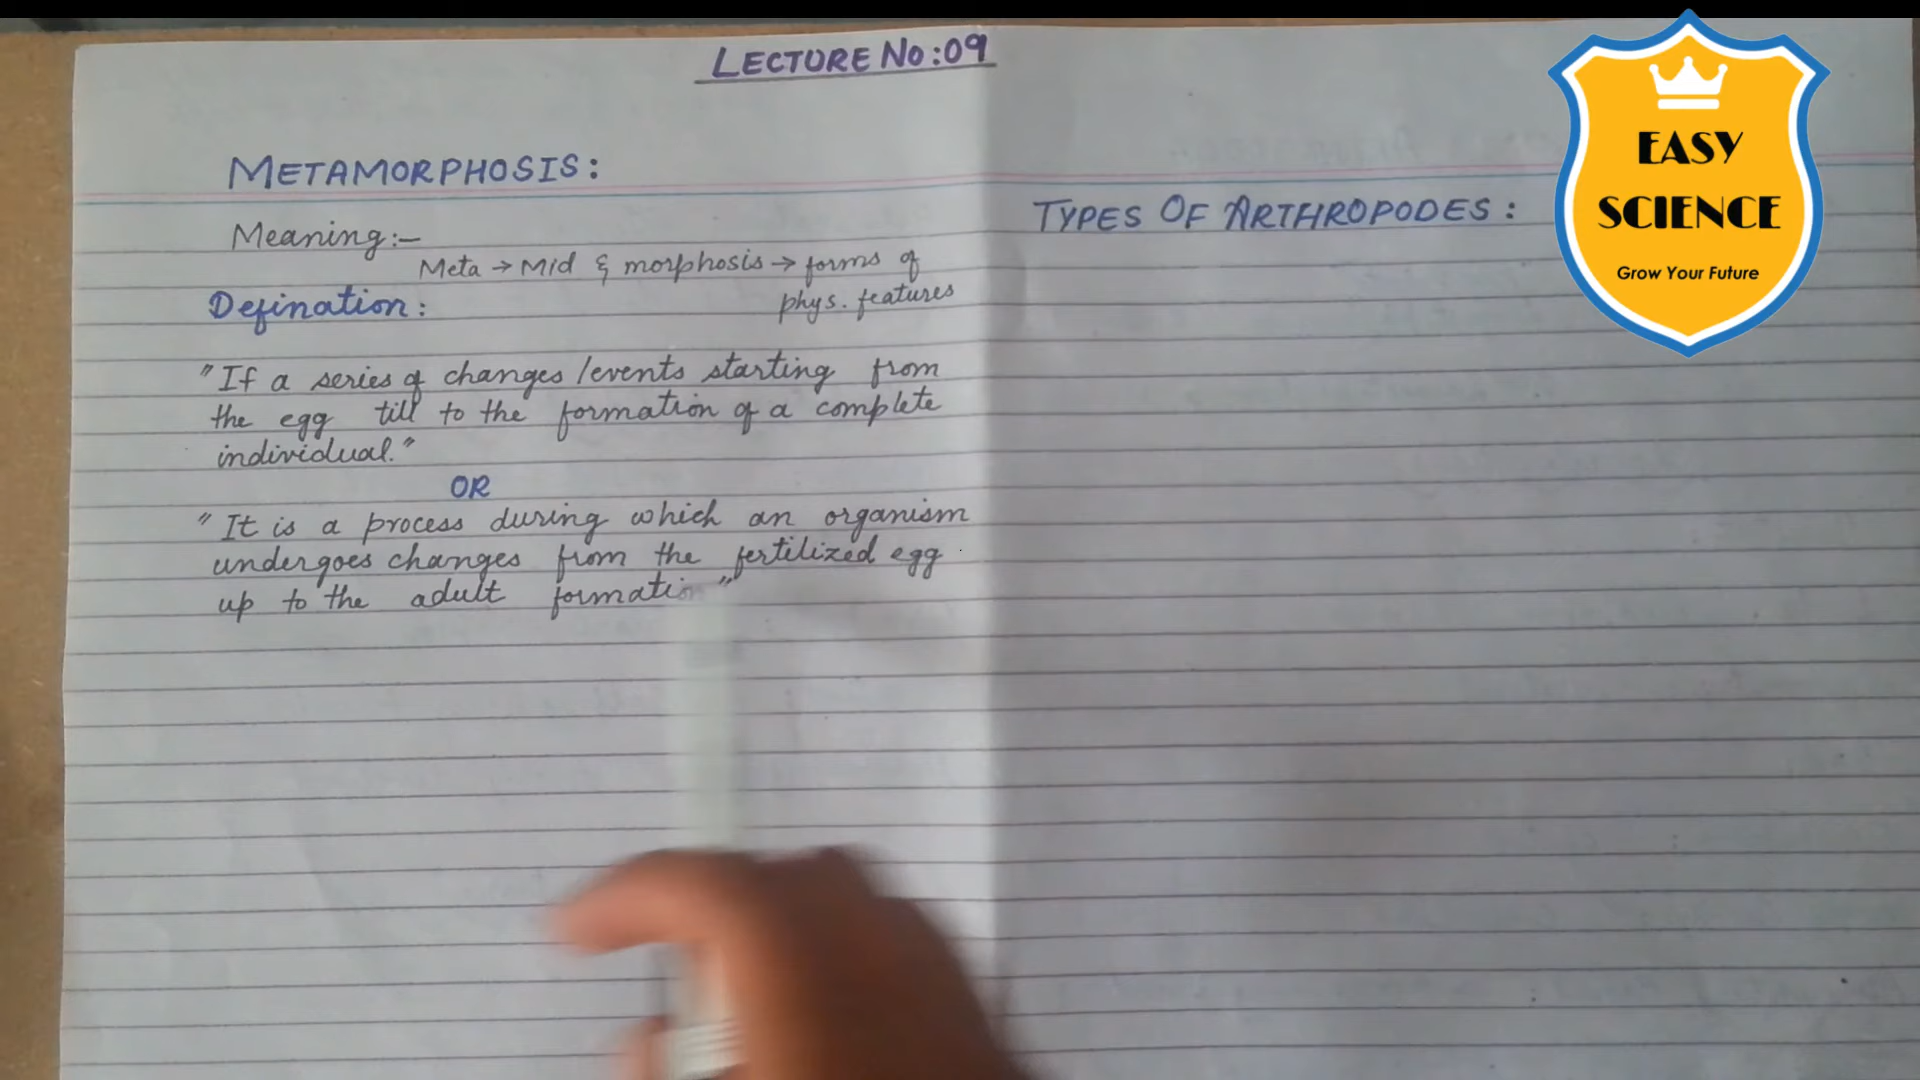 LECTURE No:09
METAMORPHOSIS:
Meaning:-
Meta → Mid & morphosis → forms of
phys. features
Defination:
"If a series of changes/events starting from
the egg till to the formation of a complete
individual."
OR
"It is a process during which an organism
undergoes changes from the fertilized egg
up to the adult formation"
TYPES OF ARTHROPODES:
EASY
SCIENCE
Grow Your Future